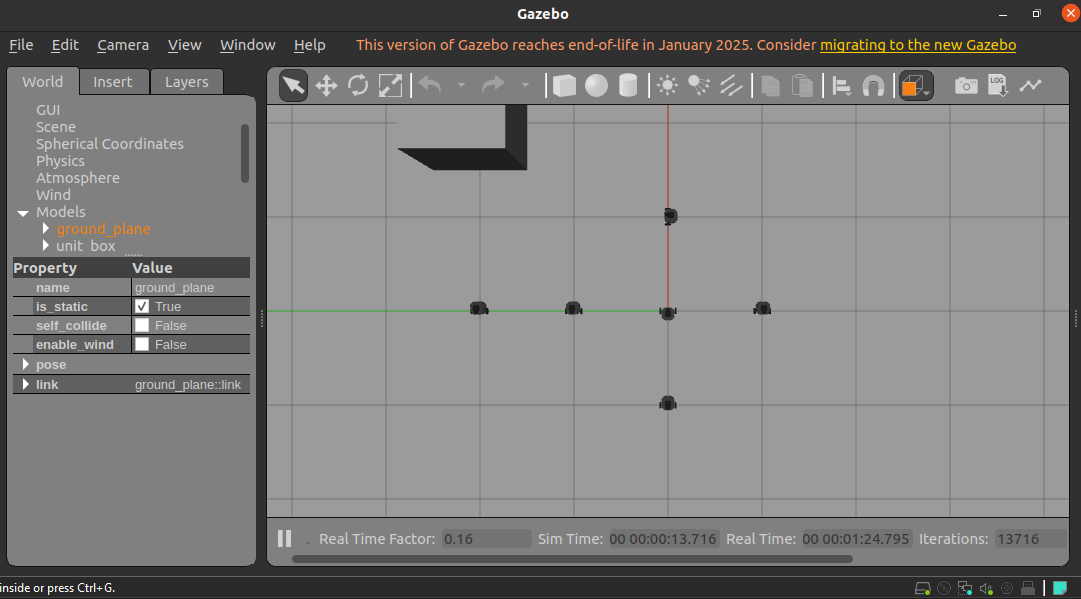 Gazebo
File Edit Camera View Window Help This version of Gazebo reaches end-of-life in January 2025. Consider migrating to the new Gazebo
World Insert Layers
LOG
GUI
Scene
Spherical Coordinates
Physics
Atmosphere
Wind
Models
ground_plane
unit_box
Property Value
name ground_plane
is_static True
self_collide False
enable_wind False
pose
link ground_plane::link
Real Time Factor: 0.16 Sim Time: 00 00:00:13.716 Real Time: 00 00:01:24.795 Iterations: 13716
inside or press Ctrl+G.